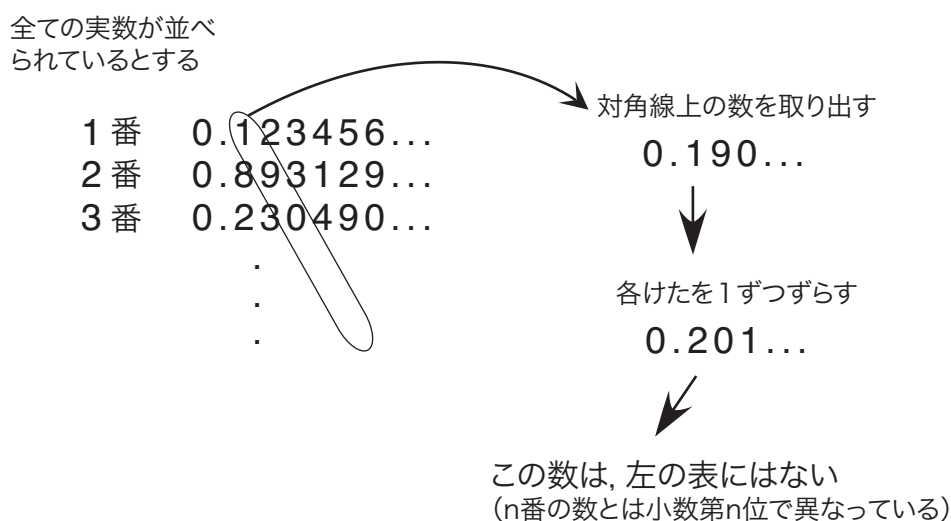 全ての実数が並べ
られているとする
1番 0.123456...
2番 0.893129...
3番 0.230490...
.
.
.
対角線上の数を取り出す
0.190...
各けたを1ずつずらす
0.201...
この数は, 左の表にはない
（n番の数とは小数第n位で異なっている）